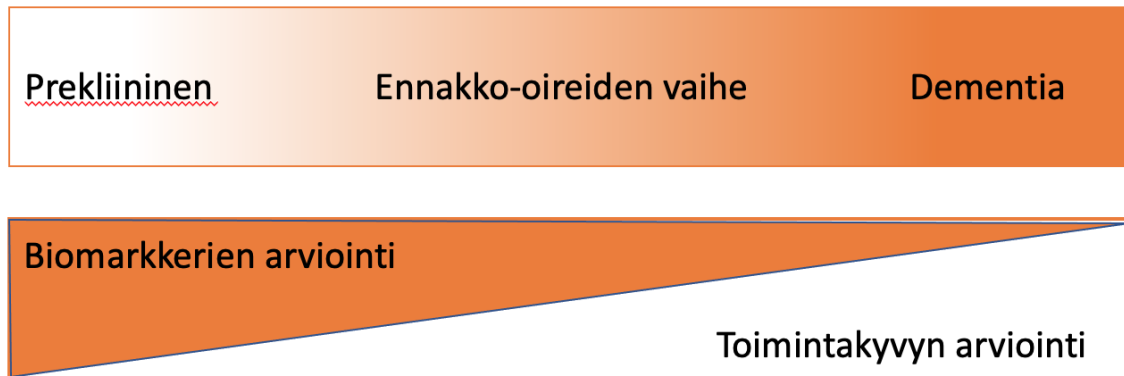 Prekliininen Ennakko-oireiden vaihe Dementia
Biomarkkerien arviointi
Toimintakyvyn arviointi